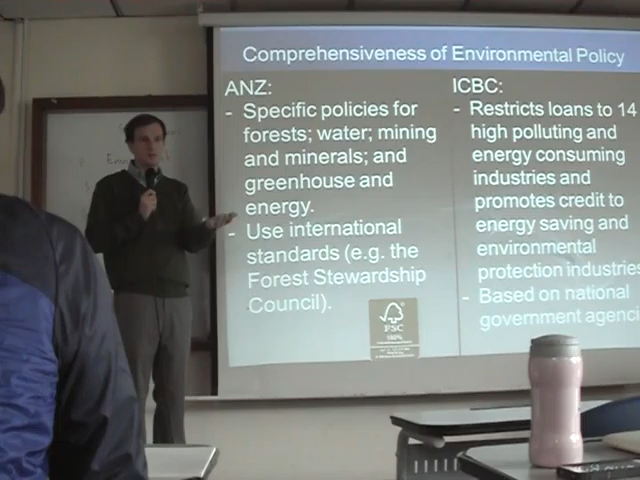 Comprehensiveness of Environmental Policy
ANZ:
- Specific policies for
forests; water; mining
and minerals; and
greenhouse and
energy.
- Use international
standards (e.g. the
Forest Stewardship
Council).
FSC
100%
ICBC:
- Restricts loans to 14
high polluting and
energy consuming
industries and
promotes credit to
energy saving and
environmental
protection industries
- Based on national
government agenci